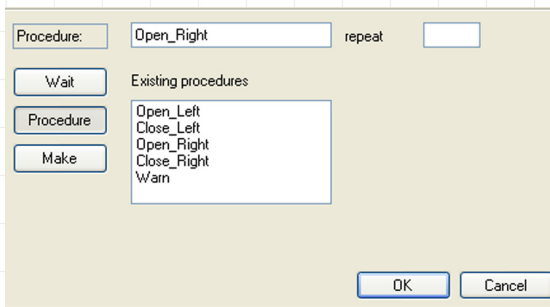 Procedure: Open_Right repeat
Wait Existing procedures
Procedure
Make
Open_Left
Close_Left
Open_Right
Close_Right
Warn
OK Cancel